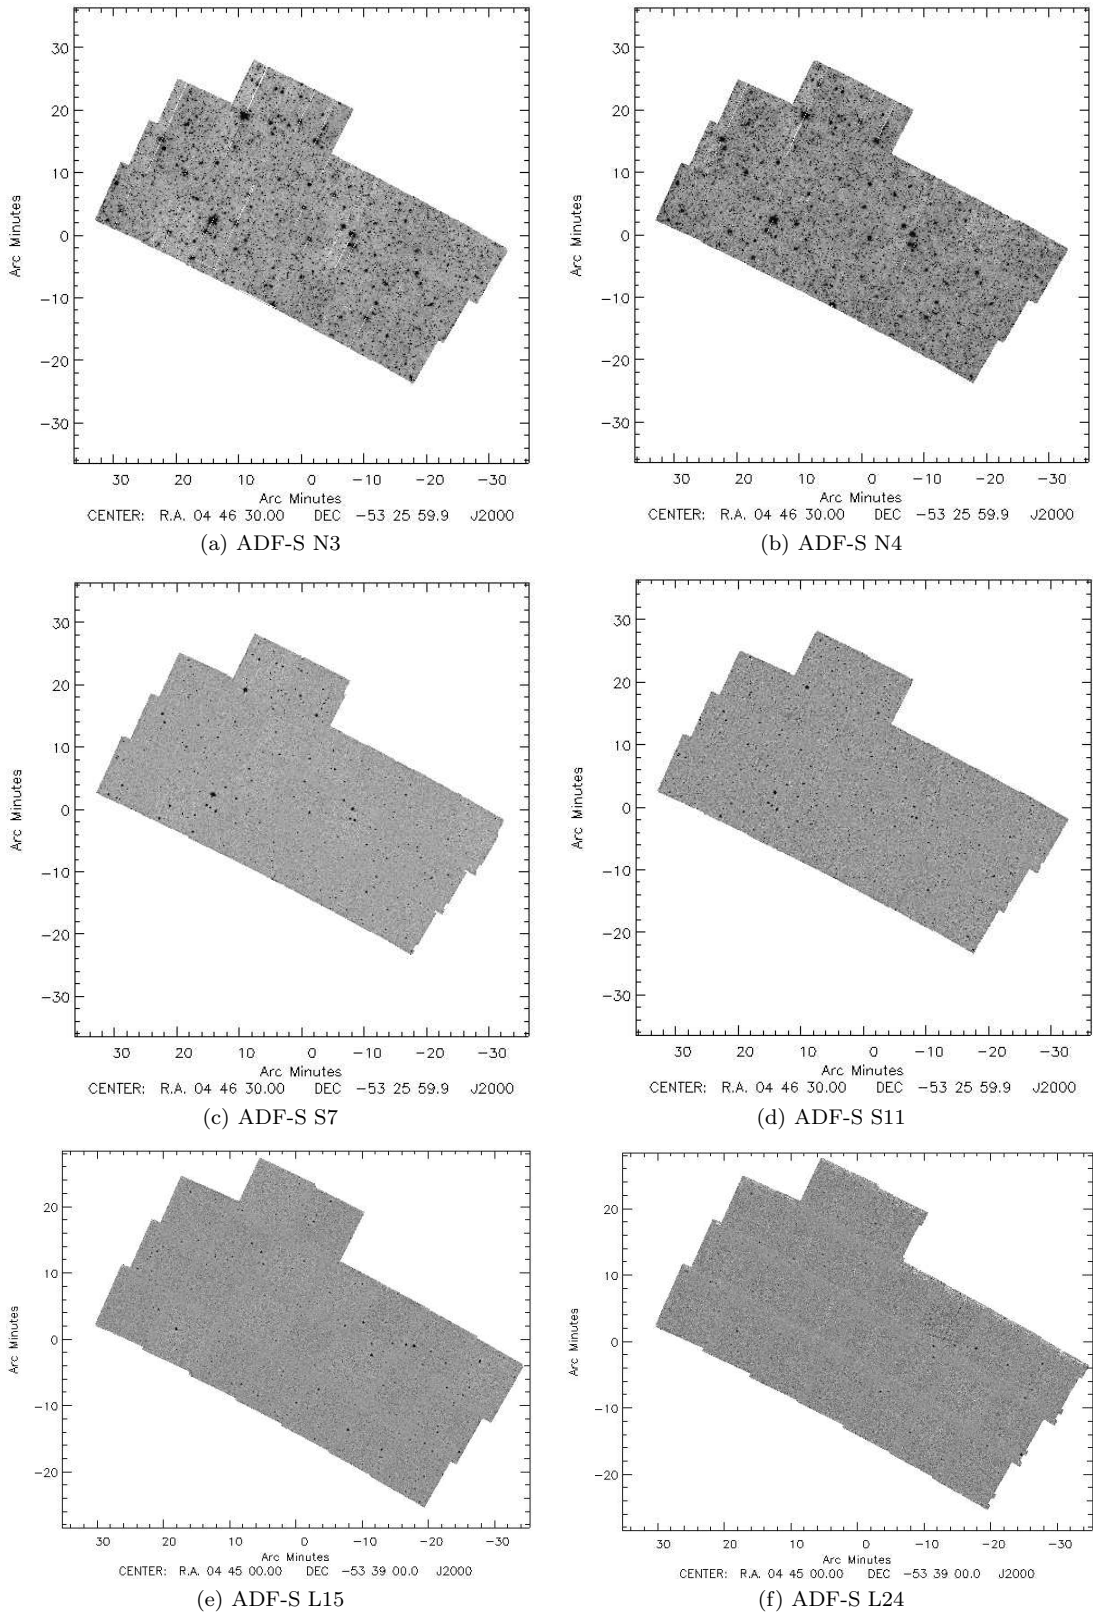 30
20
10
0
−10
−20
−30
Arc Minutes
30 20 10 0 −10 −20 −30
Arc Minutes
CENTER: R.A. 04 46 30.00 DEC −53 25 59.9 J2000
(a) ADF-S N3
30
20
10
0
−10
−20
−30
Arc Minutes
30 20 10 0 −10 −20 −30
Arc Minutes
CENTER: R.A. 04 46 30.00 DEC −53 25 59.9 J2000
(b) ADF-S N4
30
20
10
0
−10
−20
−30
Arc Minutes
30 20 10 0 −10 −20 −30
Arc Minutes
CENTER: R.A. 04 46 30.00 DEC −53 25 59.9 J2000
(c) ADF-S S7
30
20
10
0
−10
−20
−30
Arc Minutes
30 20 10 0 −10 −20 −30
Arc Minutes
CENTER: R.A. 04 46 30.00 DEC −53 25 59.9 J2000
(d) ADF-S S11
20
10
0
−10
−20
Arc Minutes
30 20 10 0 −10 −20 −30
Arc Minutes
CENTER: R.A. 04 45 00.00 DEC −53 39 00.0 J2000
(e) ADF-S L15
20
10
0
−10
−20
Arc Minutes
30 20 10 0 −10 −20 −30
Arc Minutes
CENTER: R.A. 04 45 00.00 DEC −53 39 00.0 J2000
(f) ADF-S L24